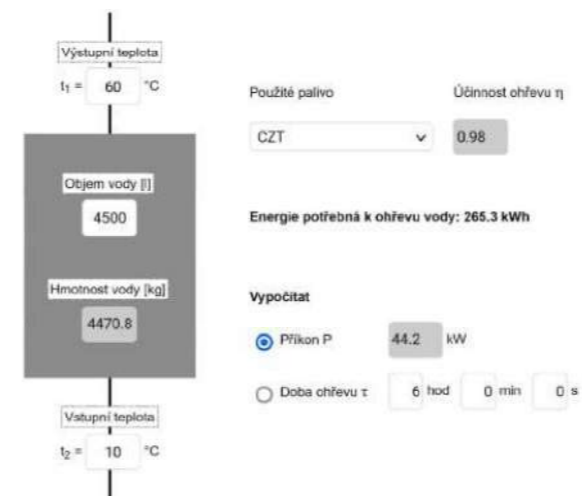 Výstupní teplota
t₁ = 60 °C
Použité palivo
Účinnost ohřevu η
CZT
0.98
Objem vody [l]
4500
Energie potřebná k ohřevu vody: 265.3 kWh
Hmotnost vody [kg]
4470.8
Vypočítat
Příkon P 44.2 kW
Doba ohřevu τ 6 hod 0 min 0 s
Vstupní teplota
t₂ = 10 °C